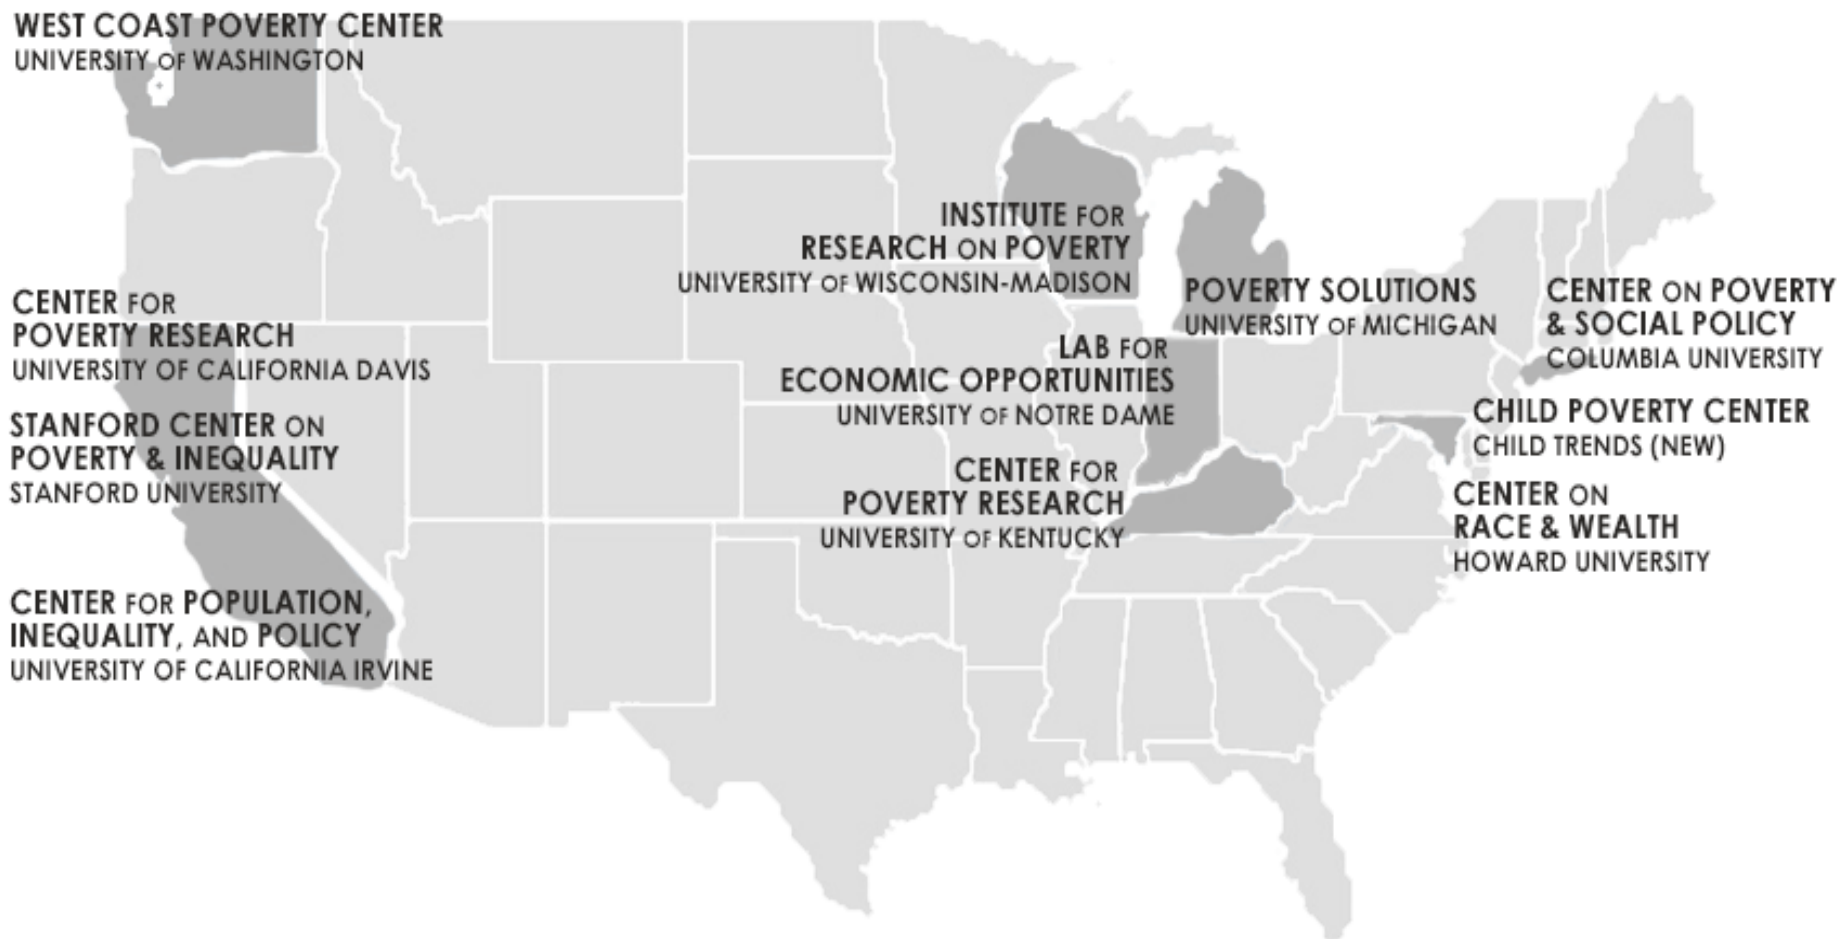 WEST COAST POVERTY CENTER
UNIVERSITY OF WASHINGTON
CENTER FOR
POVERTY RESEARCH
UNIVERSITY OF CALIFORNIA DAVIS
STANFORD CENTER ON
POVERTY & INEQUALITY
STANFORD UNIVERSITY
CENTER FOR POPULATION,
INEQUALITY, AND POLICY
UNIVERSITY OF CALIFORNIA IRVINE
INSTITUTE FOR
RESEARCH ON POVERTY
UNIVERSITY OF WISCONSIN-MADISON
LAB FOR
ECONOMIC OPPORTUNITIES
UNIVERSITY OF NOTRE DAME
CENTER FOR
POVERTY RESEARCH
UNIVERSITY OF KENTUCKY
POVERTY SOLUTIONS
UNIVERSITY OF MICHIGAN
CENTER ON POVERTY
& SOCIAL POLICY
COLUMBIA UNIVERSITY
CHILD POVERTY CENTER
CHILD TRENDS (NEW)
CENTER ON
RACE & WEALTH
HOWARD UNIVERSITY